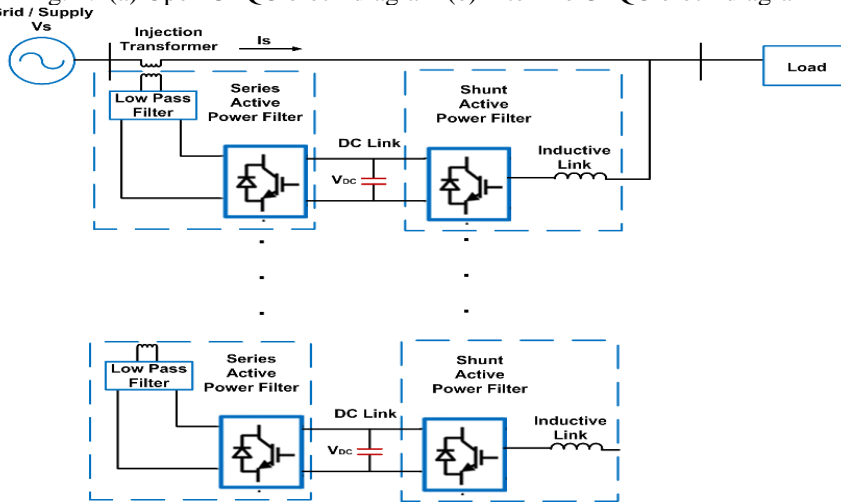 Grid / Supply
Vs
Injection
Transformer
Is
Load
Low Pass
Filter
Series
Active
Power Filter
DC Link
VDC
Shunt
Active
Power Filter
Inductive
Link
Low Pass
Filter
Series
Active
Power Filter
DC Link
VDC
Shunt
Active
Power Filter
Inductive
Link